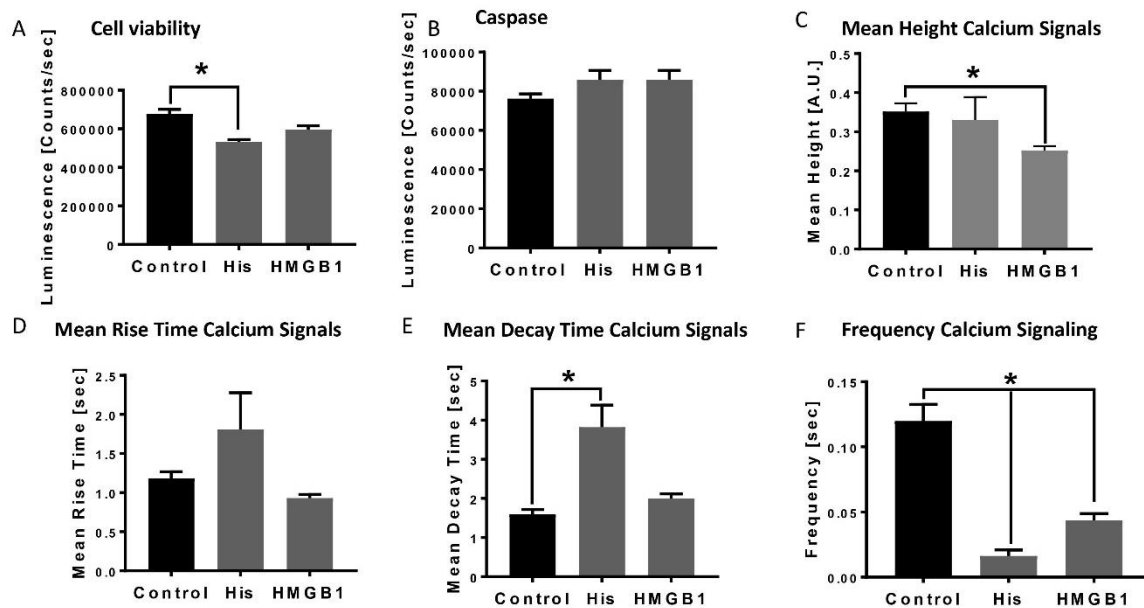 A Cell viability
*
Luminescence [Counts/sec]
800000
600000
400000
200000
0
Control His HMGB1
B Caspase
Luminescence [Counts/sec]
100000
80000
60000
40000
20000
0
Control His HMGB1
C Mean Height Calcium Signals
*
Mean Height [A.U.]
0.5
0.4
0.3
0.2
0.1
0.0
Control His HMGB1
D Mean Rise Time Calcium Signals
Mean Rise Time [sec]
2.5
2.0
1.5
1.0
0.5
0.0
Control His HMGB1
E Mean Decay Time Calcium Signals
*
Mean Decay Time [sec]
5
4
3
2
1
0
Control His HMGB1
F Frequency Calcium Signaling
*
Frequency [sec]
0.15
0.10
0.05
0.00
Control His HMGB1